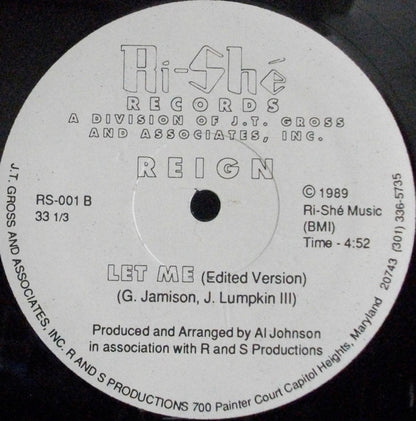 Ri-Shé
RECORDS
A DIVISION OF J.T. GROSS
AND ASSOCIATES, INC.
REIGN
RS-001 B
33 1/3
© 1989
Ri-Shé Music
(BMI)
Time - 4:52
LET ME (Edited Version)
(G. Jamison, J. Lumpkin III)
Produced and Arranged by Al Johnson
in association with R and S Productions
J.T. GROSS AND ASSOCIATES, INC. R AND S PRODUCTIONS 700 Painter Court Capitol Heights, Maryland 20743 (301) 336-5735